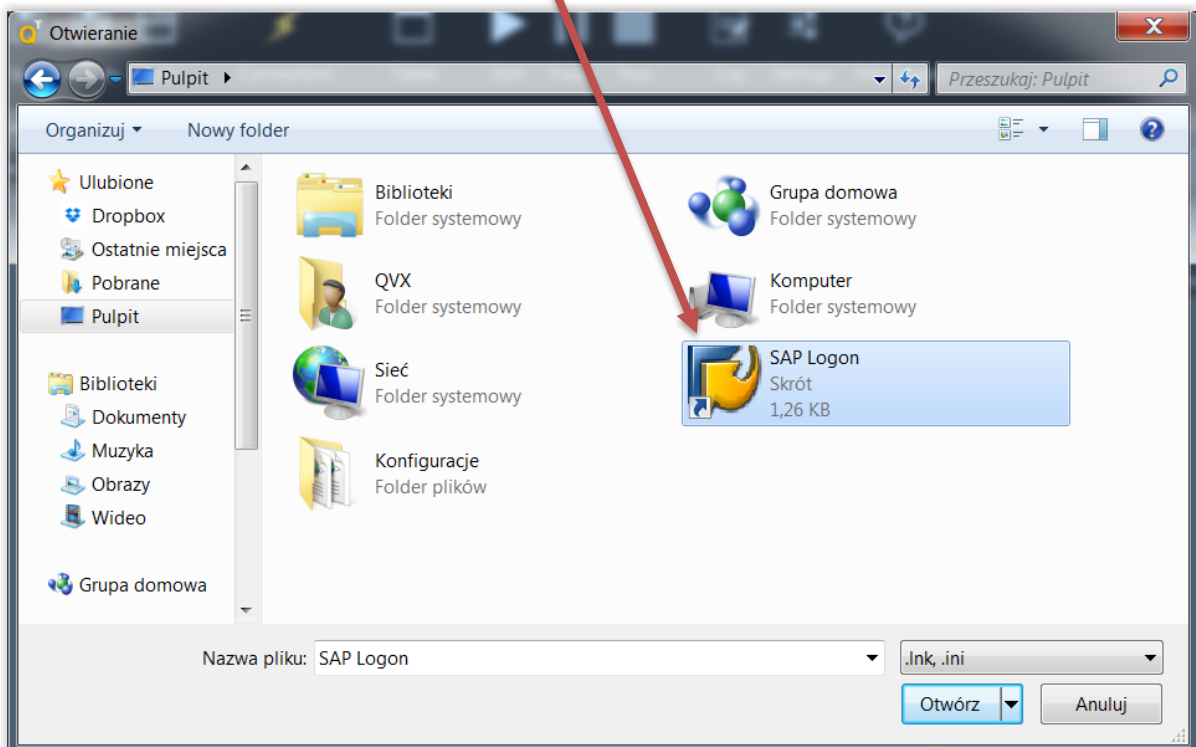 Otwieranie
Pulpit
Przeszukaj: Pulpit
Organizuj
Nowy folder
Ulubione
Dropbox
Ostatnie miejsca
Pobrane
Pulpit
Biblioteki
Dokumenty
Muzyka
Obrazy
Wideo
Grupa domowa
Biblioteki
Folder systemowy
Grupa domowa
Folder systemowy
QVX
Folder systemowy
Komputer
Folder systemowy
Sieć
Folder systemowy
SAP Logon
Skrót
1,26 KB
Konfiguracje
Folder plików
Nazwa pliku: SAP Logon
.lnk, .ini
Otwórz
Anuluj